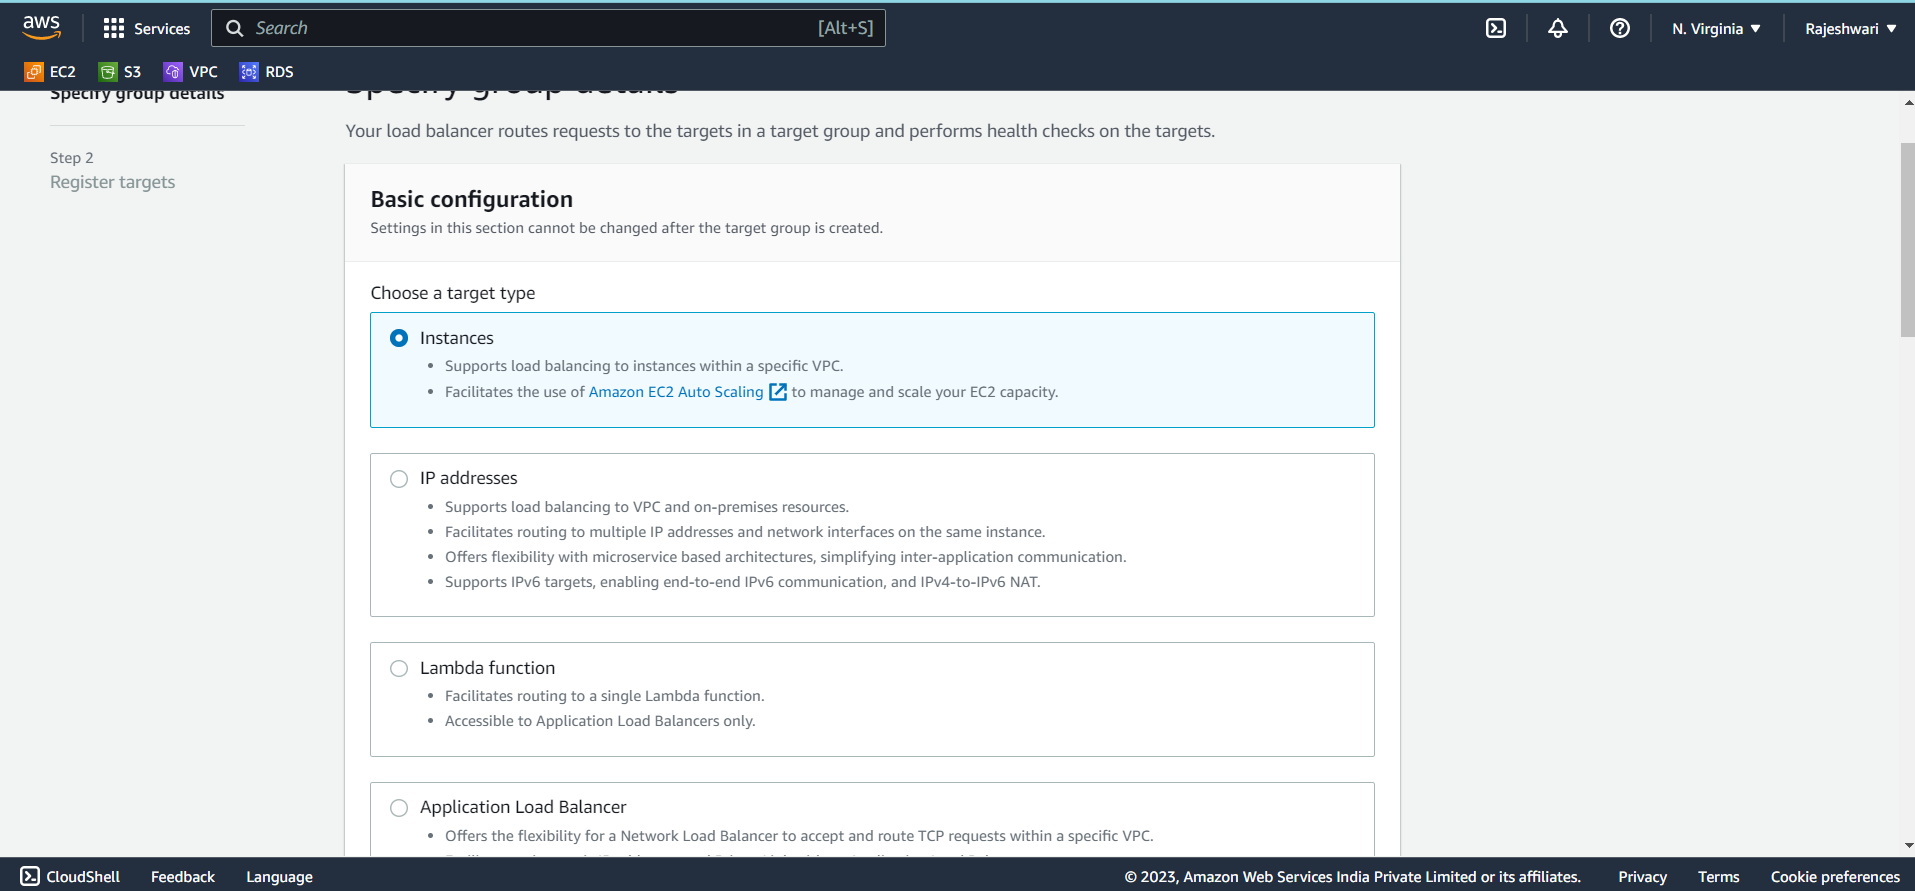 aws
Services
Search [Alt+S]
N. Virginia
Rajeshwari
EC2 S3 VPC RDS
Specify group details
Step 2
Register targets
Specify group details
Your load balancer routes requests to the targets in a target group and performs health checks on the targets.
Basic configuration
Settings in this section cannot be changed after the target group is created.
Choose a target type
Instances
• Supports load balancing to instances within a specific VPC.
• Facilitates the use of Amazon EC2 Auto Scaling to manage and scale your EC2 capacity.
IP addresses
• Supports load balancing to VPC and on-premises resources.
• Facilitates routing to multiple IP addresses and network interfaces on the same instance.
• Offers flexibility with microservice based architectures, simplifying inter-application communication.
• Supports IPv6 targets, enabling end-to-end IPv6 communication, and IPv4-to-IPv6 NAT.
Lambda function
• Facilitates routing to a single Lambda function.
• Accessible to Application Load Balancers only.
Application Load Balancer
• Offers the flexibility for a Network Load Balancer to accept and route TCP requests within a specific VPC.
CloudShell Feedback Language
© 2023, Amazon Web Services India Private Limited or its affiliates. Privacy Terms Cookie preferences